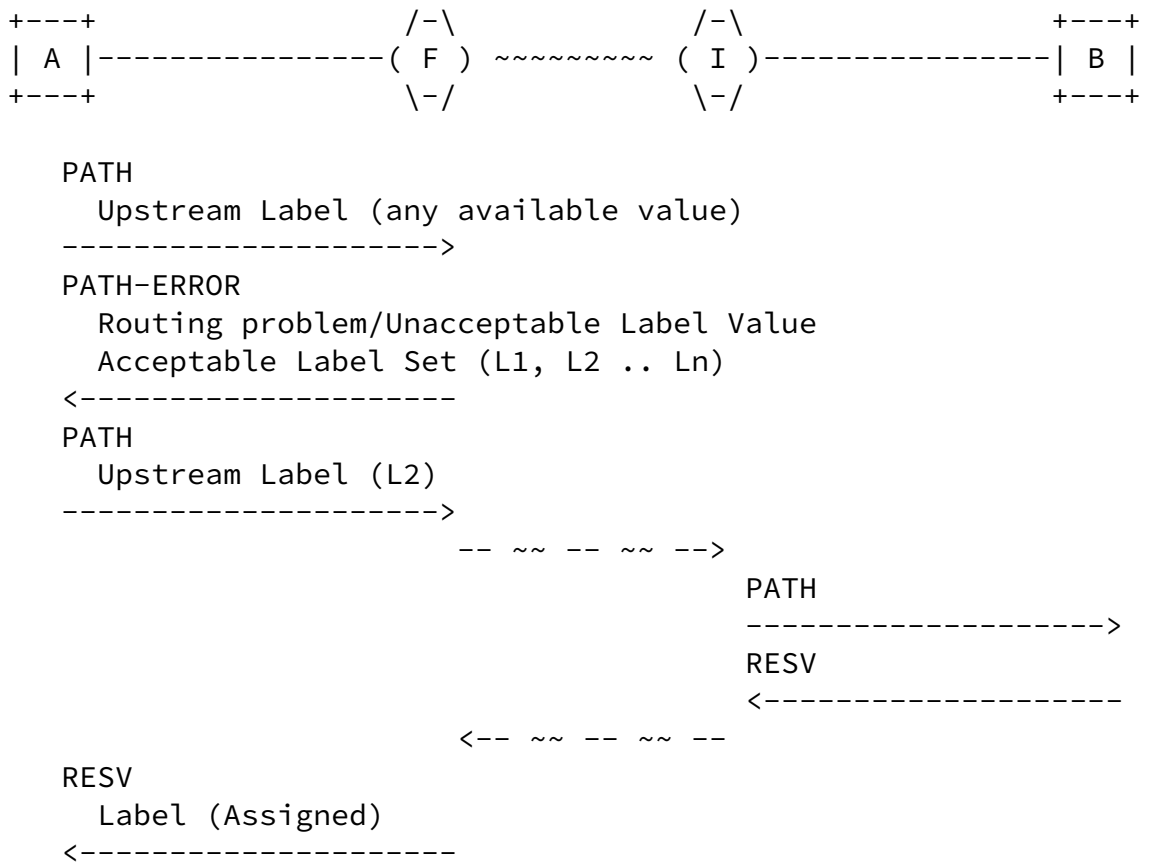 +---+                 /-\             /-\                 +---+
| A |----------------( F ) ~~~~~~~~~ ( I )----------------| B |
+---+                 \-/             \-/                 +---+
PATH
  Upstream Label (any available value)
--------------------->
PATH-ERROR
  Routing problem/Unacceptable Label Value
  Acceptable Label Set (L1, L2 .. Ln)
<---------------------
PATH
  Upstream Label (L2)
--------------------->
                      -- ~~ -- ~~ -->
                                      PATH
                                      -------------------->
                                      RESV
                                      <--------------------
                      <-- ~~ -- ~~ --
RESV
  Label (Assigned)
<---------------------